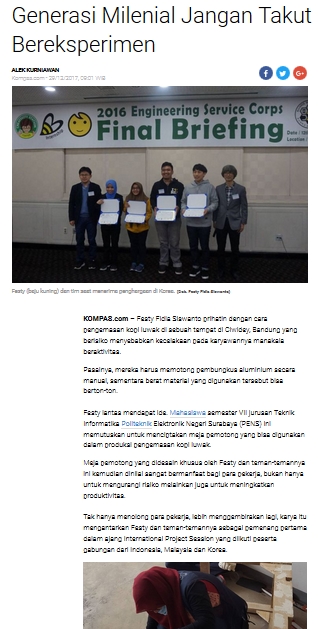 Generasi Milenial Jangan Takut
Bereksperimen
ALEK KURNIAWAN
Kompas.com - 29/12/2017, 09:01 WIB
2016 Engineering Service Corps
Final Briefing
Date /
Location /
Festy (baju kuning) dan tim saat menerima penghargaan di Korea. (Dok. Festy Fidia Siswanto)
KOMPAS.com – Festy Fidia Siswanto prihatin dengan cara
pengemasan kopi luwak di sebuah tempat di Ciwidey, Bandung yang
berisiko menyebabkan kecelakaan pada karyawannya manakala
beraktivitas.
Pasalnya, mereka harus memotong pembungkus aluminium secara
manual, sementara berat material yang digunakan tersebut bisa
berton-ton.
Festy lantas mendapat ide. Mahasiswa semester VII jurusan Teknik
Informatika Politeknik Elektronik Negeri Surabaya (PENS) ini
memutuskan untuk menciptakan meja pemotong yang bisa digunakan
dalam produksi pengemasan kopi luwak.
Meja pemotong yang didesain khusus oleh Festy dan teman-temannya
ini kemudian dinilai sangat bermanfaat bagi para pekerja, bukan hanya
untuk mengurangi risiko melainkan juga untuk meningkatkan
produktivitas.
Tak hanya menolong para pekerja, lebih menggembirakan lagi, karya itu
mengantarkan Festy dan teman-temannya sebagai pemenang pertama
dalam ajang International Project Session yang diikuti peserta
gabungan dari Indonesia, Malaysia dan Korea.